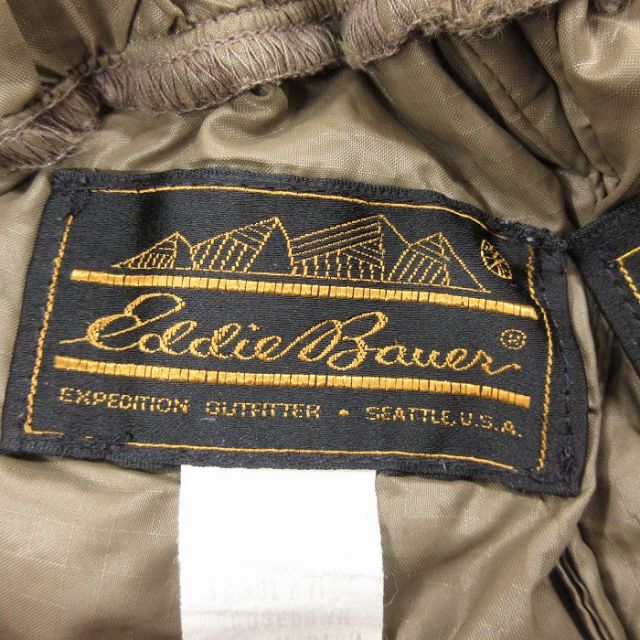 Eddie Bauer ®
EXPEDITION OUTFITTER • SEATTLE, U.S.A.